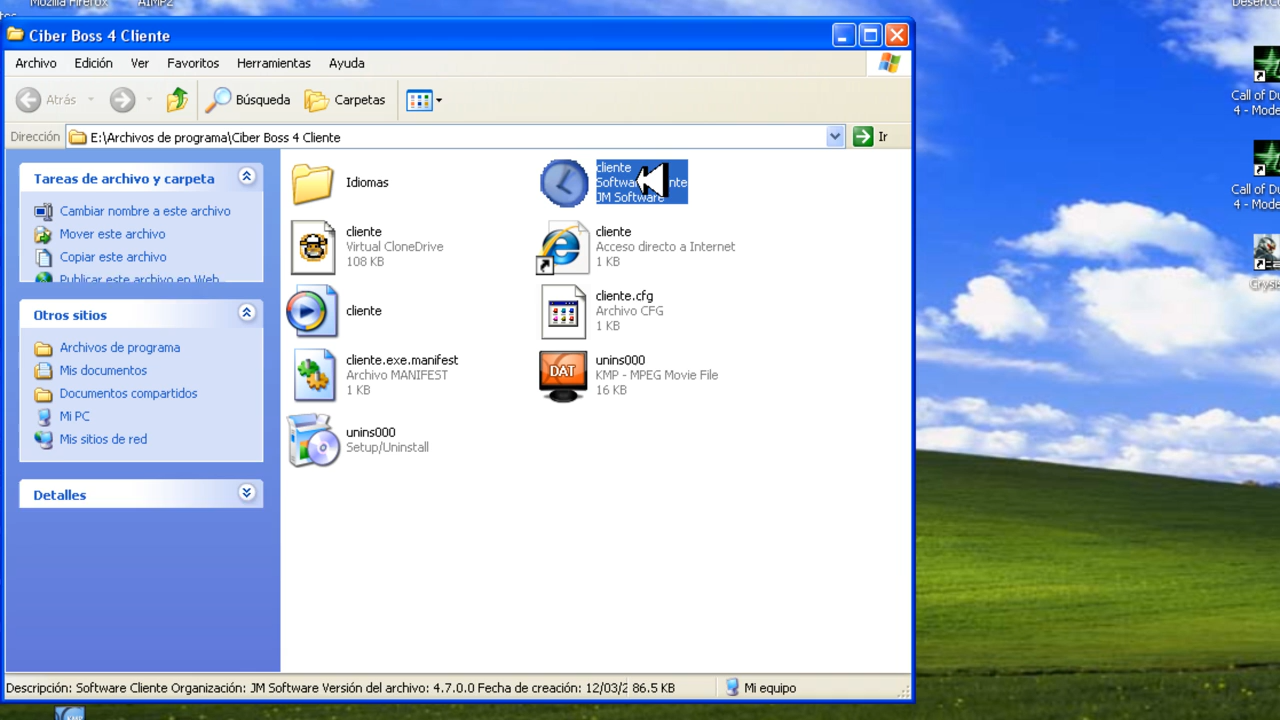 Mozilla Firefox
AIMP2
Ciber Boss 4 Cliente
Archivo Edición Ver Favoritos Herramientas Ayuda
Atrás Búsqueda Carpetas
Dirección E:\Archivos de programa\Ciber Boss 4 Cliente Ir
Tareas de archivo y carpeta
Cambiar nombre a este archivo
Mover este archivo
Copiar este archivo
Publicar este archivo en Web
Otros sitios
Archivos de programa
Mis documentos
Documentos compartidos
Mi PC
Mis sitios de red
Detalles
Idiomas
cliente
Software
JM Software
cliente
Virtual CloneDrive
108 KB
cliente
Acceso directo a Internet
1 KB
cliente
cliente.cfg
Archivo CFG
1 KB
cliente.exe.manifest
Archivo MANIFEST
1 KB
DAT
unins000
KMP - MPEG Movie File
16 KB
unins000
Setup/Uninstall
Descripción: Software Cliente Organización: JM Software Versión del archivo: 4.7.0.0 Fecha de creación: 12/03/2 86.5 KB Mi equipo
Call of Du
4 - Mode
Call of Du
4 - Mode
Crysis